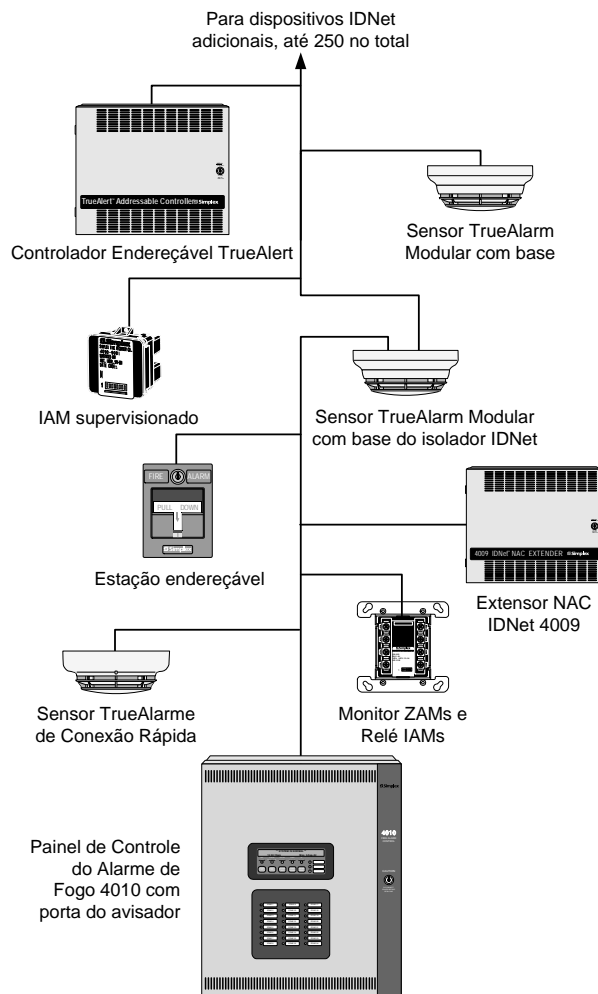 Para dispositivos IDNet
adicionais, até 250 no total
TrueAlert™ Addressable Controller Simplex
Controlador Endereçável TrueAlert
Sensor TrueAlarm
Modular com base
IAM supervisionado
Sensor TrueAlarm Modular
com base do isolador IDNet
FIRE ALARM
PULL DOWN
Simplex
Estação endereçável
4009 IDNet™ NAC EXTENDER Simplex
Extensor NAC
IDNet 4009
Sensor TrueAlarme
de Conexão Rápida
Monitor ZAMs e
Relé IAMs
Simplex
4010
Painel de Controle
do Alarme de
Fogo 4010 com
porta do avisador